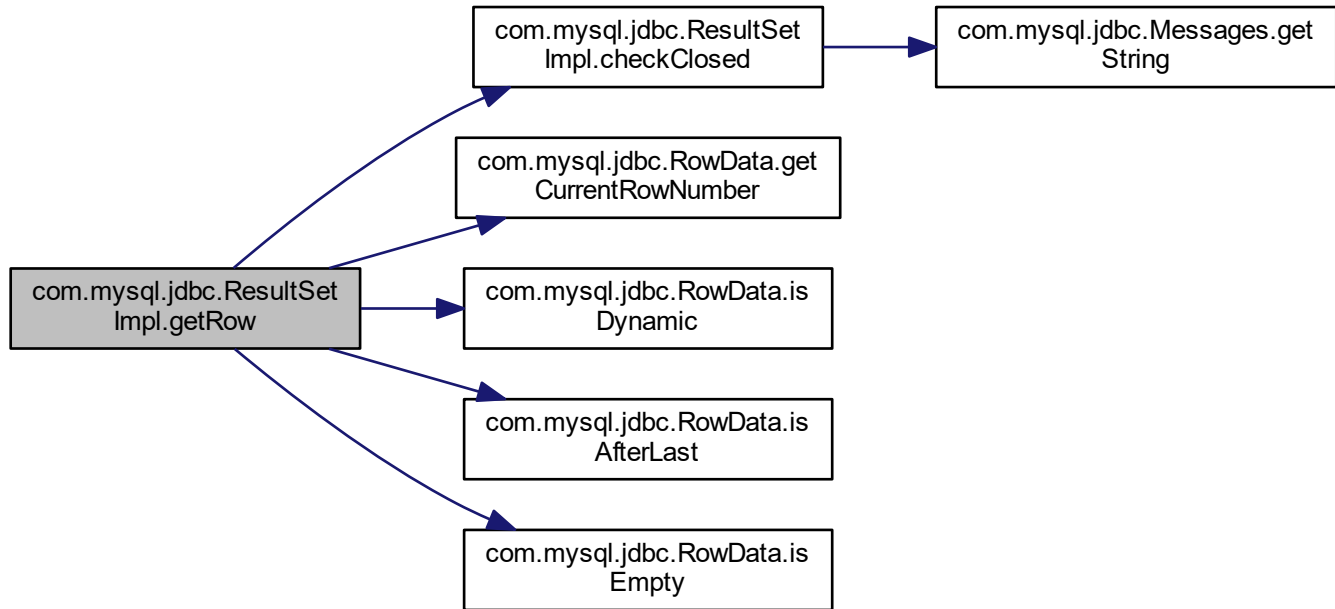 com.mysql.jdbc.ResultSet
Impl.checkClosed
com.mysql.jdbc.Messages.get
String
com.mysql.jdbc.RowData.get
CurrentRowNumber
com.mysql.jdbc.ResultSet
Impl.getRow
com.mysql.jdbc.RowData.is
Dynamic
com.mysql.jdbc.RowData.is
AfterLast
com.mysql.jdbc.RowData.is
Empty